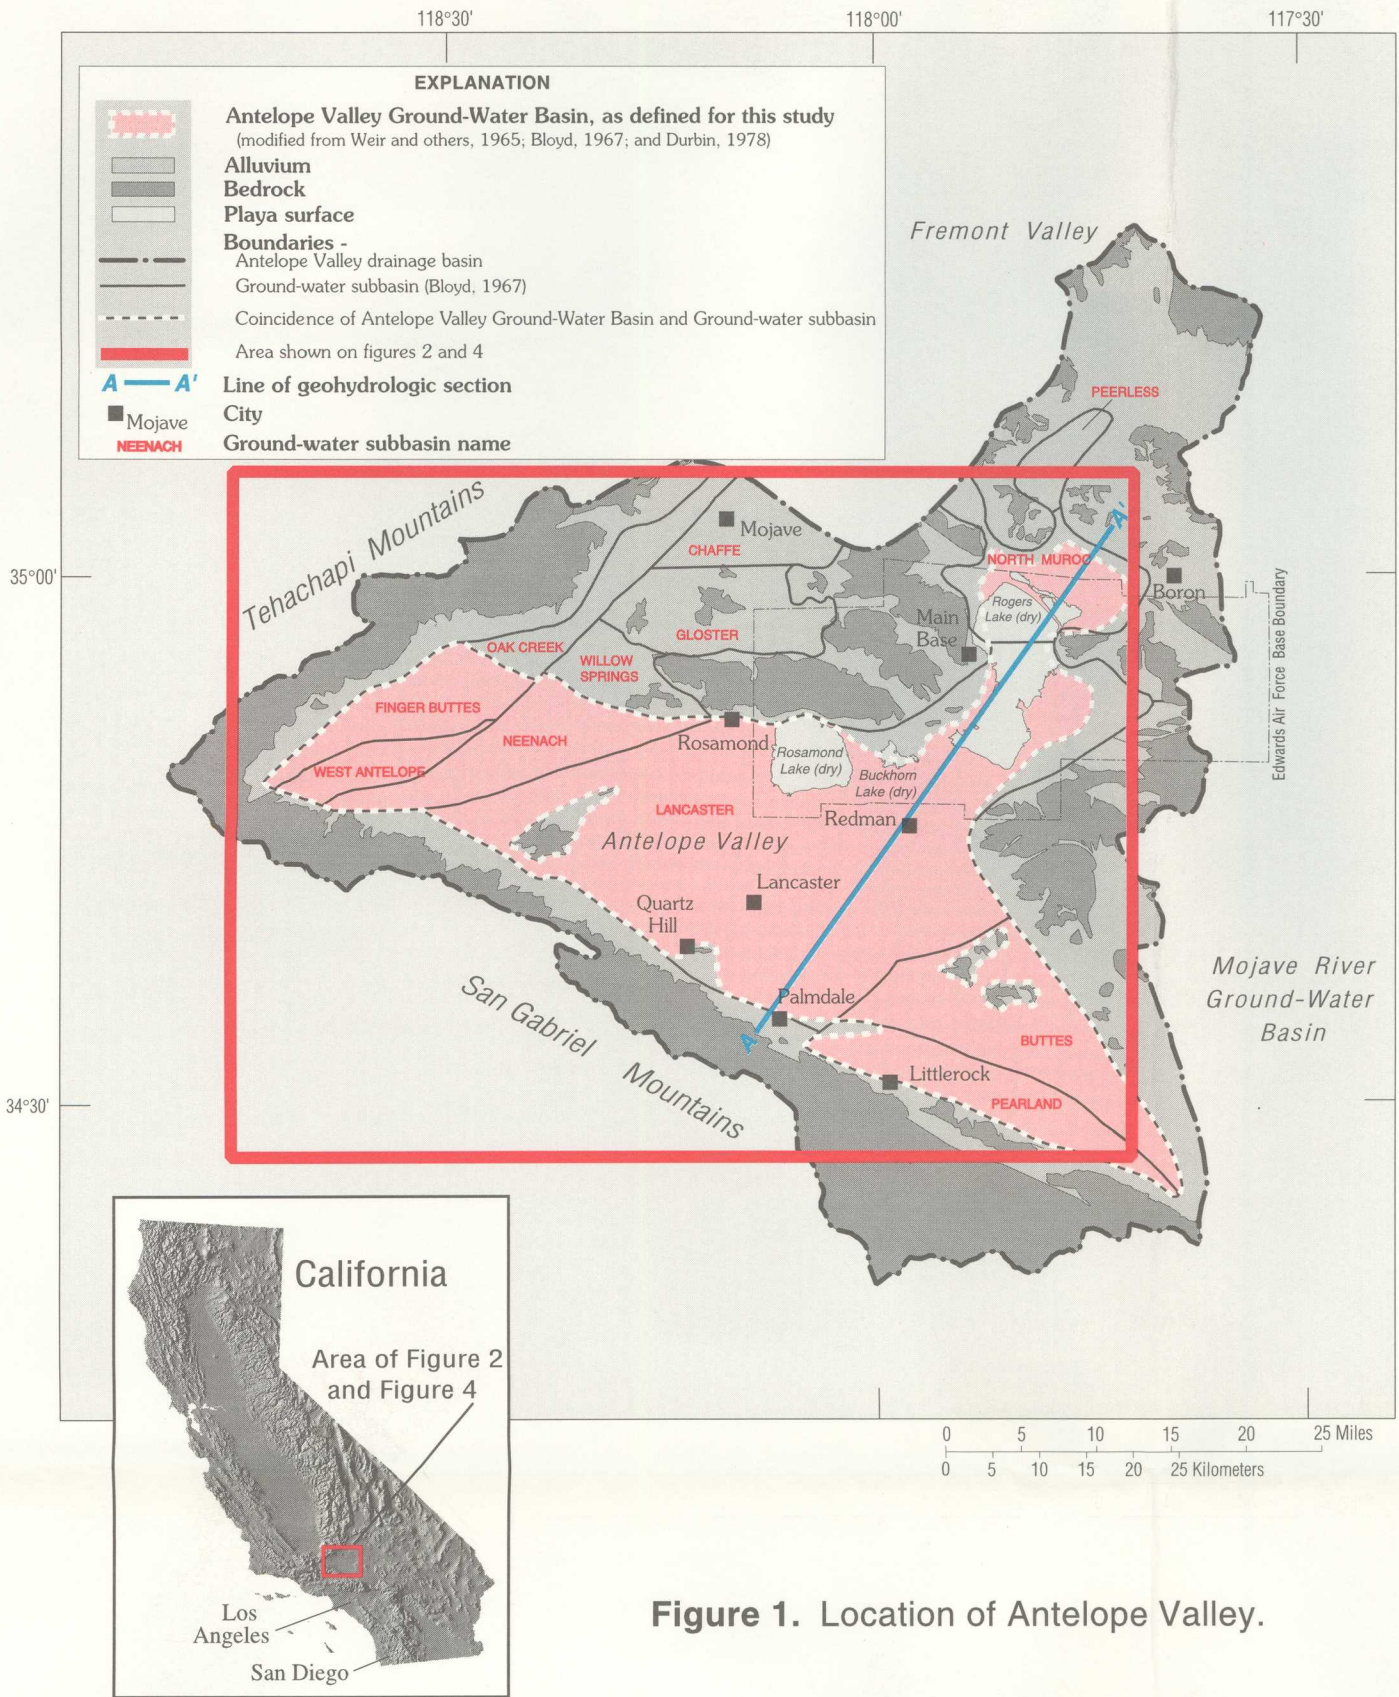 118°30'
118°00'
117°30'
EXPLANATION
Antelope Valley Ground-Water Basin, as defined for this study
(modified from Weir and others, 1965; Bloyd, 1967; and Durbin, 1978)
Alluvium
Bedrock
Playa surface
Boundaries -
Antelope Valley drainage basin
Ground-water subbasin (Bloyd, 1967)
Coincidence of Antelope Valley Ground-Water Basin and Ground-water subbasin
Area shown on figures 2 and 4
A A' Line of geohydrologic section
Mojave City
NEENACH Ground-water subbasin name
Fremont Valley
PEERLESS
Tehachapi Mountains
Mojave
CHAFFE
A'
NORTH MUROC
35°00'
Boron
Rogers
Lake (dry)
Main
Base
Edwards Air Force Base Boundary
GLOSTER
OAK CREEK
WILLOW
SPRINGS
FINGER BUTTES
NEENACH
Rosamond
WEST ANTELOPE
Rosamond
Lake (dry)
Buckhorn
Lake (dry)
LANCASTER
Redman
Antelope Valley
Lancaster
Quartz
Hill
San Gabriel Mountains
Palmdale
A
Mojave River
Ground-Water
Basin
BUTTES
Littlerock
PEARLAND
34°30'
California
Area of Figure 2
and Figure 4
Los
Angeles
San Diego
0 5 10 15 20 25 Miles
0 5 10 15 20 25 Kilometers
Figure 1. Location of Antelope Valley.